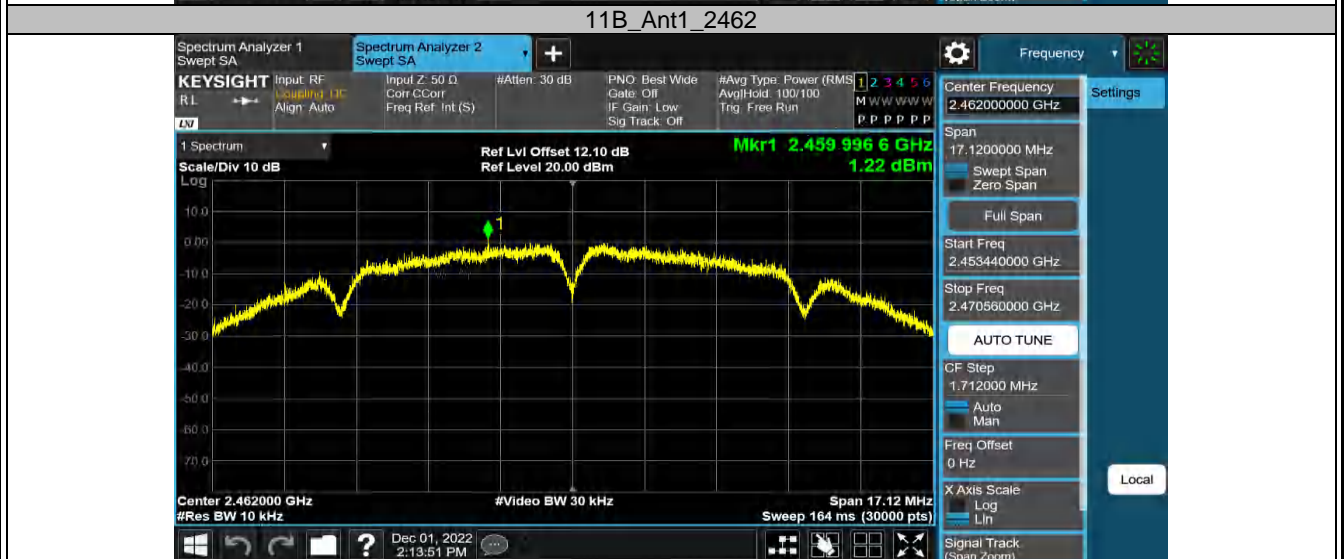 11B_Ant1_2462
Spectrum Analyzer 1
Swept SA
Spectrum Analyzer 2
Swept SA
Frequency
KEYSIGHT
RL
LXI
Input: RF
Coupling: DC
Align: Auto
Input Z: 50 Ω
Corr CCorr
Freq Ref: Int (S)
#Atten: 30 dB
PNO: Best Wide
Gate: Off
IF Gain: Low
Sig Track: Off
#Avg Type: Power (RMS
Avg|Hold: 100/100
Trig: Free Run
1 2 3 4 5 6
M W W W W W
P P P P P P
Settings
1 Spectrum
Scale/Div 10 dB
Log
Ref Lvl Offset 12.10 dB
Ref Level 20.00 dBm
Mkr1 2.459 996 6 GHz
1.22 dBm
10.0
0.00
-10.0
-20.0
-30.0
-40.0
-50.0
-60.0
-70.0
1
Center 2.462000 GHz
#Res BW 10 kHz
#Video BW 30 kHz
Span 17.12 MHz
Sweep 164 ms (30000 pts)
Center Frequency
2.462000000 GHz
Span
17.1200000 MHz
Swept Span
Zero Span
Full Span
Start Freq
2.453440000 GHz
Stop Freq
2.470560000 GHz
AUTO TUNE
CF Step
1.712000 MHz
Auto
Man
Freq Offset
0 Hz
X Axis Scale
Log
Lin
Signal Track
(Span Zoom)
Local
?
Dec 01, 2022
2:13:51 PM